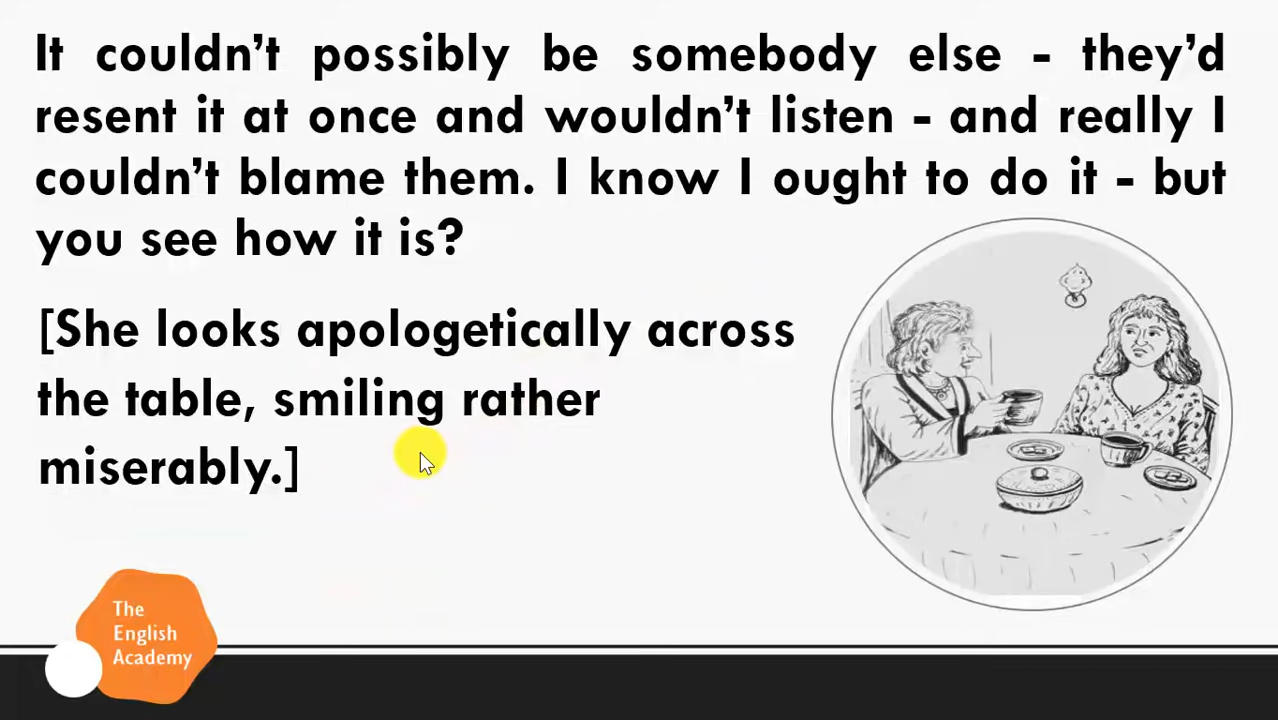 It couldn’t possibly be somebody else - they’d
resent it at once and wouldn’t listen - and really I
couldn’t blame them. I know I ought to do it - but
you see how it is?
[She looks apologetically across
the table, smiling rather
miserably.]
The
English
Academy